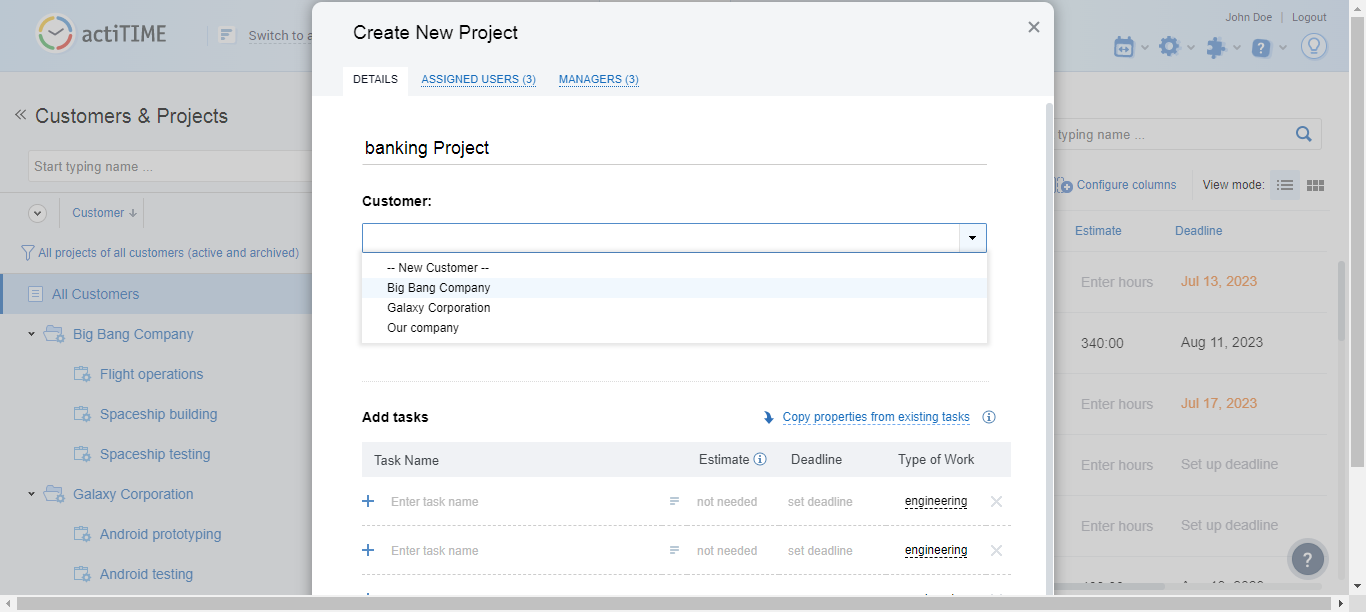 actiTIME
Switch to a
John Doe | Logout
Create New Project
DETAILS ASSIGNED USERS (3) MANAGERS (3)
Customers & Projects
Start typing name ...
Customer
All projects of all customers (active and archived)
All Customers
Big Bang Company
Flight operations
Spaceship building
Spaceship testing
Galaxy Corporation
Android prototyping
Android testing
banking Project
Customer:
-- New Customer --
Big Bang Company
Galaxy Corporation
Our company
Add tasks
Copy properties from existing tasks
Task Name Estimate Deadline Type of Work
Enter task name not needed set deadline engineering
Enter task name not needed set deadline engineering
typing name ...
Configure columns View mode:
Estimate Deadline
Enter hours Jul 13, 2023
340:00 Aug 11, 2023
Enter hours Jul 17, 2023
Enter hours Set up deadline
Enter hours Set up deadline
?